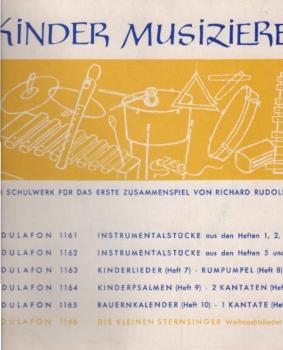 KINDER MUSIZIERE
SCHULWERK FÜR DAS ERSTE ZUSAMMENSPIEL VON RICHARD RUDOL
DULAFON 1161 INSTRUMENTALSTÜCKE aus den Heften 1, 2,
DULAFON 1162 INSTRUMENTALSTÜCKE aus den Heften 5 und
DULAFON 1163 KINDERLIEDER (Heft 7) - RUMPUMPEL (Heft 8)
DULAFON 1164 KINDERPSALMEN (Heft 9) - 2 KANTATEN (Hef
DULAFON 1165 BAUERNKALENDER (Heft 10) - 1 KANTATE (Hef
DULAFON 1166 DIE KLEINEN STERNSINGER Weihnachtslieder